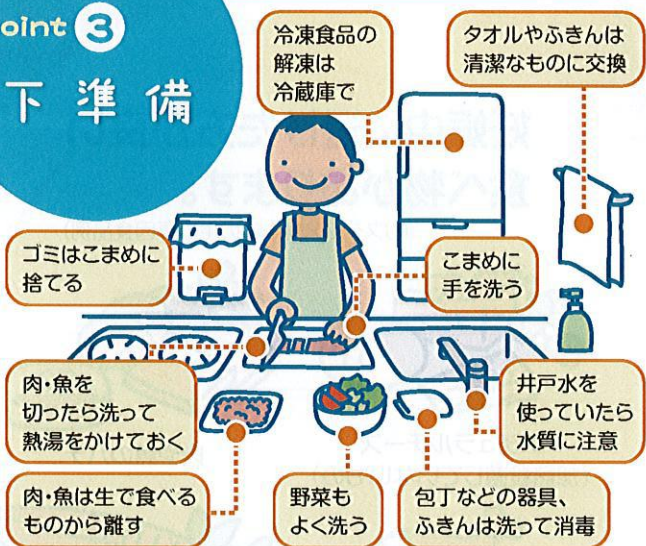 oint 3
下準備
冷凍食品の
解凍は
冷蔵庫で
タオルやふきんは
清潔なものに交換
ゴミはこまめに
捨てる
こまめに
手を洗う
肉・魚を
切ったら洗って
熱湯をかけておく
井戸水を
使っていたら
水質に注意
肉・魚は生で食べる
ものから離す
野菜も
よく洗う
包丁などの器具、
ふきんは洗って消毒